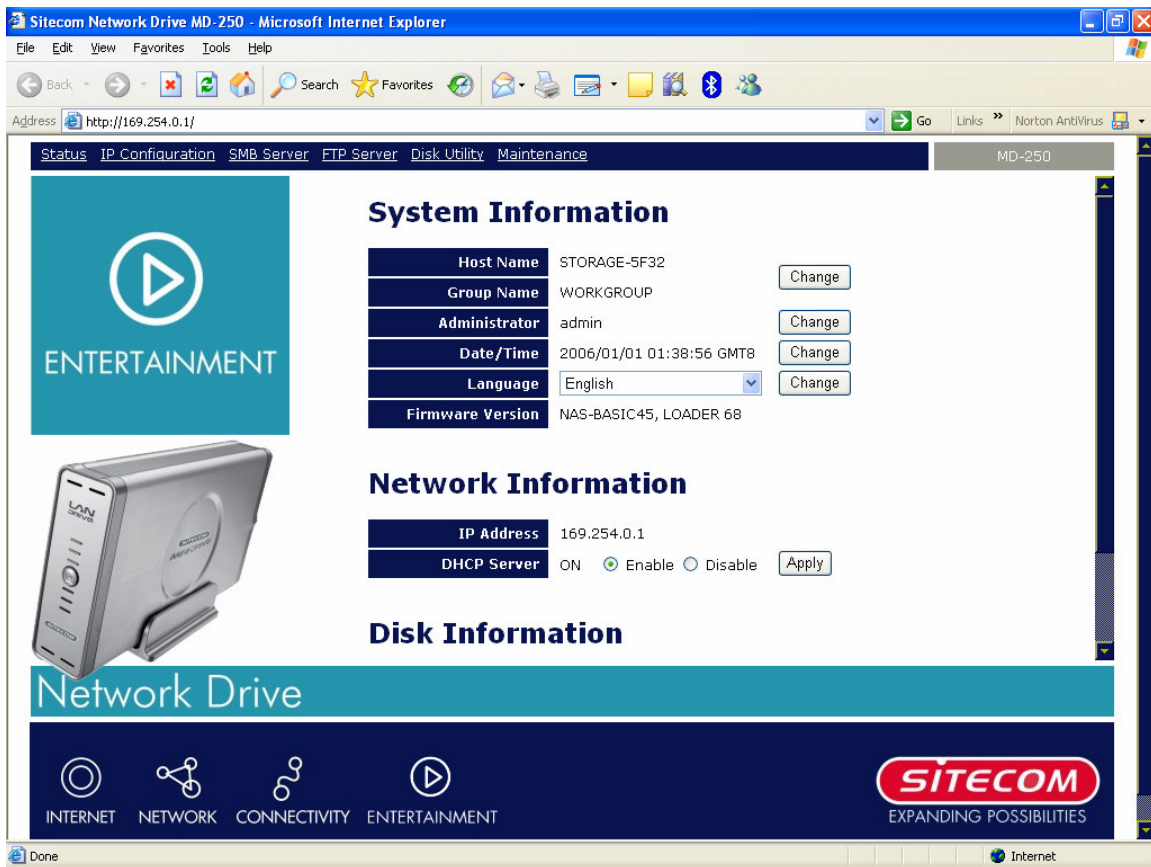 Sitecom Network Drive MD-250 - Microsoft Internet Explorer
File Edit View Favorites Tools Help
Back Search Favorites
Address http://169.254.0.1/ Go Links » Norton AntiVirus
Status IP Configuration SMB Server FTP Server Disk Utility Maintenance MD-250
ENTERTAINMENT
System Information
Host Name STORAGE-5F32
Change
Group Name WORKGROUP
Administrator admin Change
Date/Time 2006/01/01 01:38:56 GMT8 Change
Language English Change
Firmware Version NAS-BASIC45, LOADER 68
LAN
DRIVE
SITECOM
Network Information
IP Address 169.254.0.1
DHCP Server ON Enable Disable Apply
Disk Information
Network Drive
INTERNET NETWORK CONNECTIVITY ENTERTAINMENT
SITECOM
EXPANDING POSSIBILITIES
Done Internet